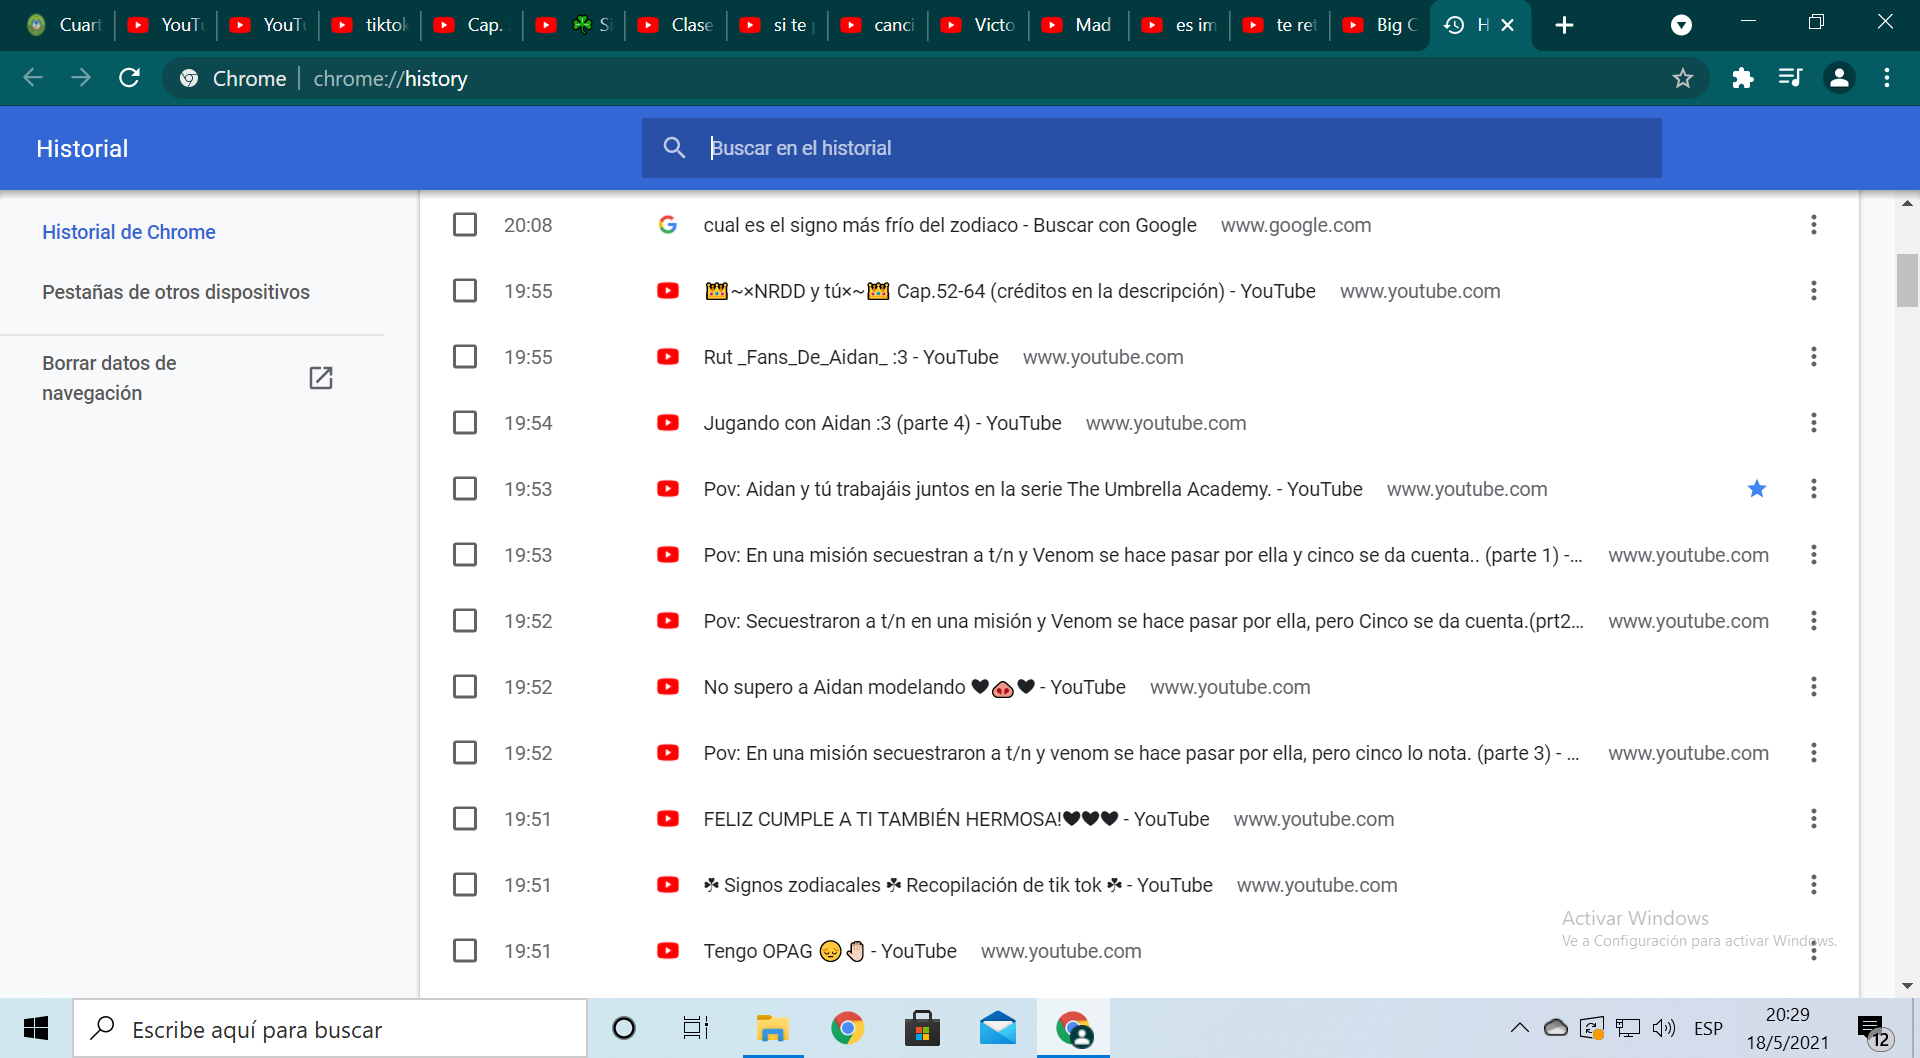 Cuart
YouTu
YouTu
tiktok
Cap.
☘ Si
Clase
si te
canci
Victo
Mad
es im
te ret
Big C
H
Chrome
chrome://history
Historial
Buscar en el historial
Historial de Chrome
Pestañas de otros dispositivos
Borrar datos de
navegación
20:08 cual es el signo más frío del zodiaco - Buscar con Google www.google.com
19:55 👑~×NRDD y tú×~👑 Cap.52-64 (créditos en la descripción) - YouTube www.youtube.com
19:55 Rut _Fans_De_Aidan_ :3 - YouTube www.youtube.com
19:54 Jugando con Aidan :3 (parte 4) - YouTube www.youtube.com
19:53 Pov: Aidan y tú trabajáis juntos en la serie The Umbrella Academy. - YouTube www.youtube.com
19:53 Pov: En una misión secuestran a t/n y Venom se hace pasar por ella y cinco se da cuenta.. (parte 1) -... www.youtube.com
19:52 Pov: Secuestraron a t/n en una misión y Venom se hace pasar por ella, pero Cinco se da cuenta.(prt2... www.youtube.com
19:52 No supero a Aidan modelando 🖤🐽🖤 - YouTube www.youtube.com
19:52 Pov: En una misión secuestraron a t/n y venom se hace pasar por ella, pero cinco lo nota. (parte 3) - ... www.youtube.com
19:51 FELIZ CUMPLE A TI TAMBIÉN HERMOSA!🖤🖤🖤 - YouTube www.youtube.com
19:51 ☘ Signos zodiacales ☘ Recopilación de tik tok ☘ - YouTube www.youtube.com
19:51 Tengo OPAG 😔🤚🏻 - YouTube www.youtube.com
Activar Windows
Ve a Configuración para activar Windows.
Escribe aquí para buscar
ESP
20:29
18/5/2021
12